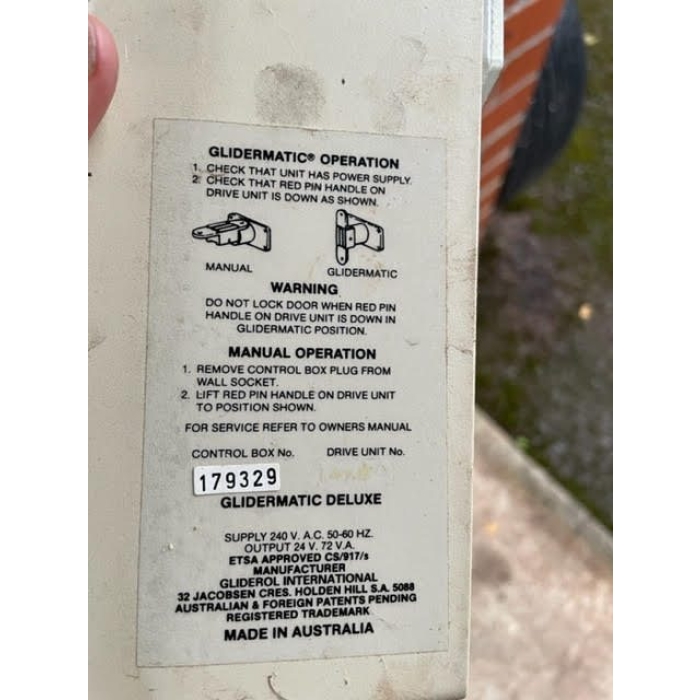 GLIDERMATIC® OPERATION
1. CHECK THAT UNIT HAS POWER SUPPLY.
2. CHECK THAT RED PIN HANDLE ON
DRIVE UNIT IS DOWN AS SHOWN.
MANUAL GLIDERMATIC
WARNING
DO NOT LOCK DOOR WHEN RED PIN
HANDLE ON DRIVE UNIT IS DOWN IN
GLIDERMATIC POSITION.
MANUAL OPERATION
1. REMOVE CONTROL BOX PLUG FROM
WALL SOCKET.
2. LIFT RED PIN HANDLE ON DRIVE UNIT
TO POSITION SHOWN.
FOR SERVICE REFER TO OWNERS MANUAL
CONTROL BOX No. DRIVE UNIT No.
179329
GLIDERMATIC DELUXE
SUPPLY 240 V. A.C. 50-60 HZ.
OUTPUT 24 V. 72 V.A.
ETSA APPROVED CS/917/s
MANUFACTURER
GLIDEROL INTERNATIONAL
32 JACOBSEN CRES. HOLDEN HILL S.A. 5088
AUSTRALIAN & FOREIGN PATENTS PENDING
REGISTERED TRADEMARK
MADE IN AUSTRALIA